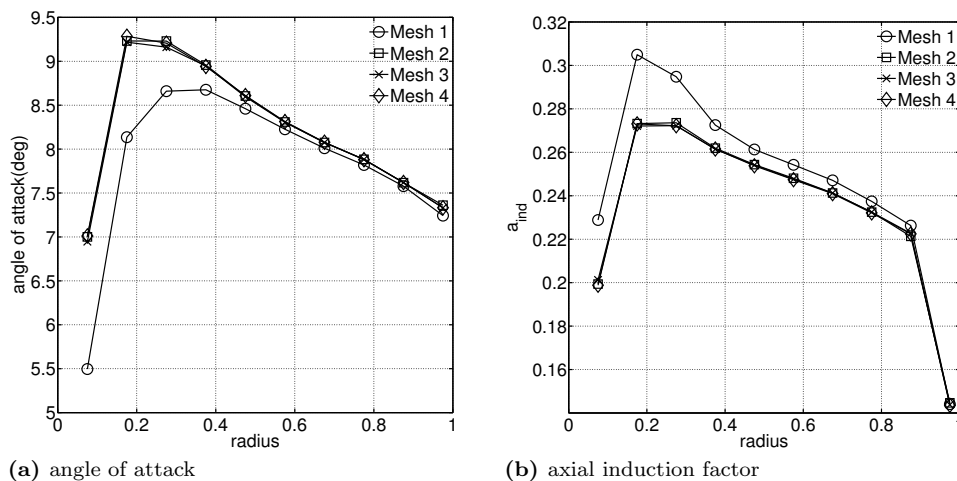 9.5
9
8.5
8
7.5
7
6.5
6
5.5
5
angle of attack(deg)
0
0.2
0.4
0.6
0.8
1
radius
Mesh 1
Mesh 2
Mesh 3
Mesh 4
(a) angle of attack
0.32
0.3
0.28
0.26
0.24
0.22
0.2
0.18
0.16
0.14
a_ind
0
0.2
0.4
0.6
0.8
1
radius
Mesh 1
Mesh 2
Mesh 3
Mesh 4
(b) axial induction factor